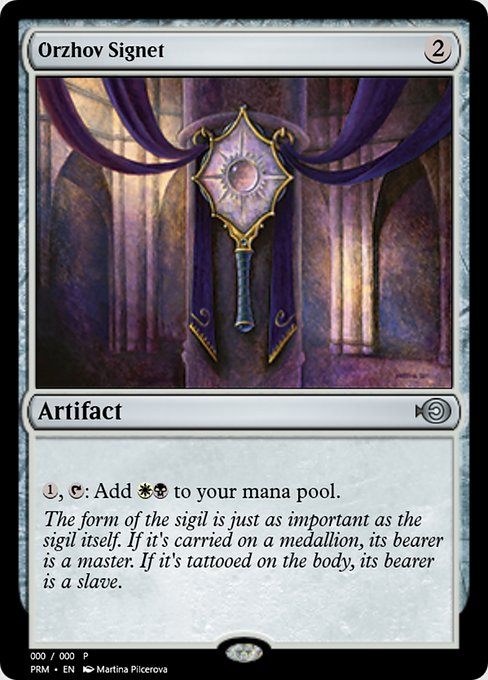 Orzhov Signet 2
Artifact
1, T: Add WB to your mana pool.
The form of the sigil is just as important as the
sigil itself. If it's carried on a medallion, its bearer
is a master. If it's tattooed on the body, its bearer
is a slave.
000 / 000 P
PRM • EN Martina Pilcerova